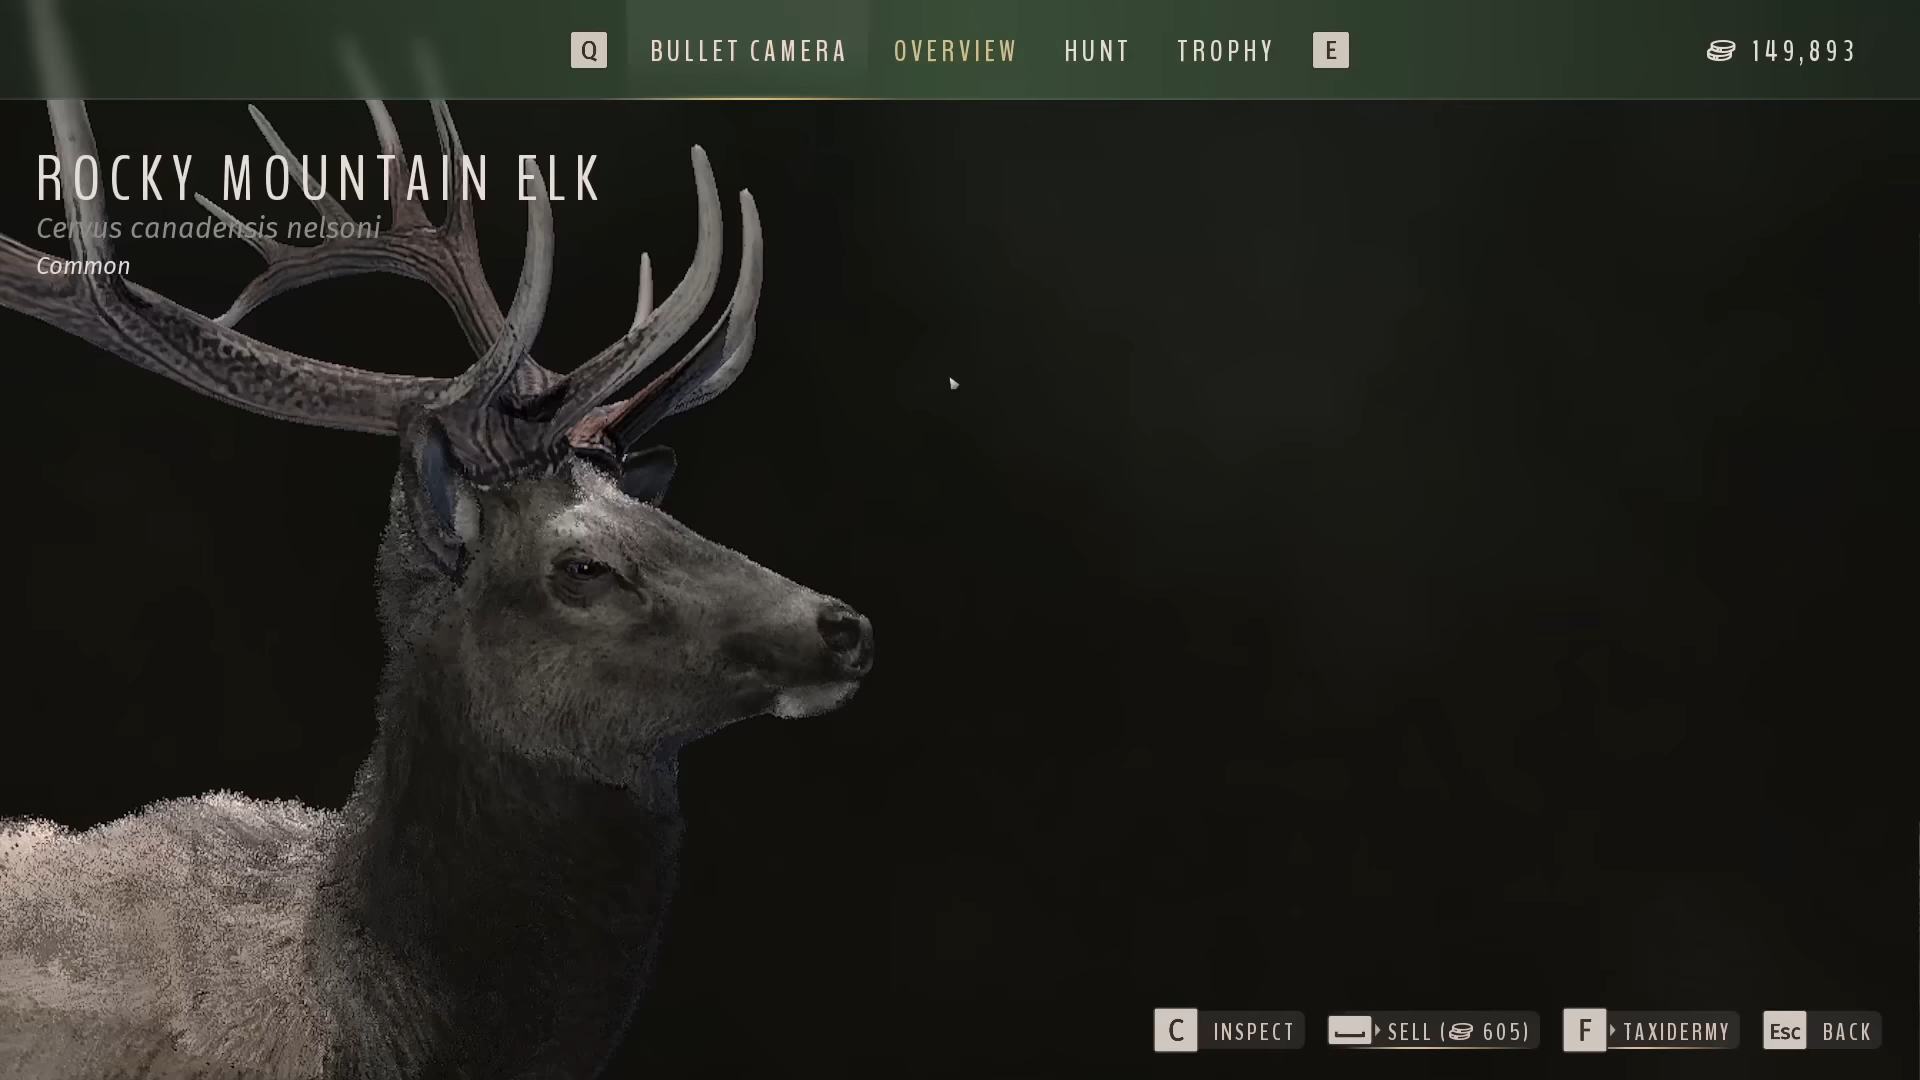 Q BULLET CAMERA OVERVIEW HUNT TROPHY E 149,893
ROCKY MOUNTAIN ELK
Cervus canadensis nelsoni
Common
C INSPECT SELL (605) F TAXIDERMY Esc BACK